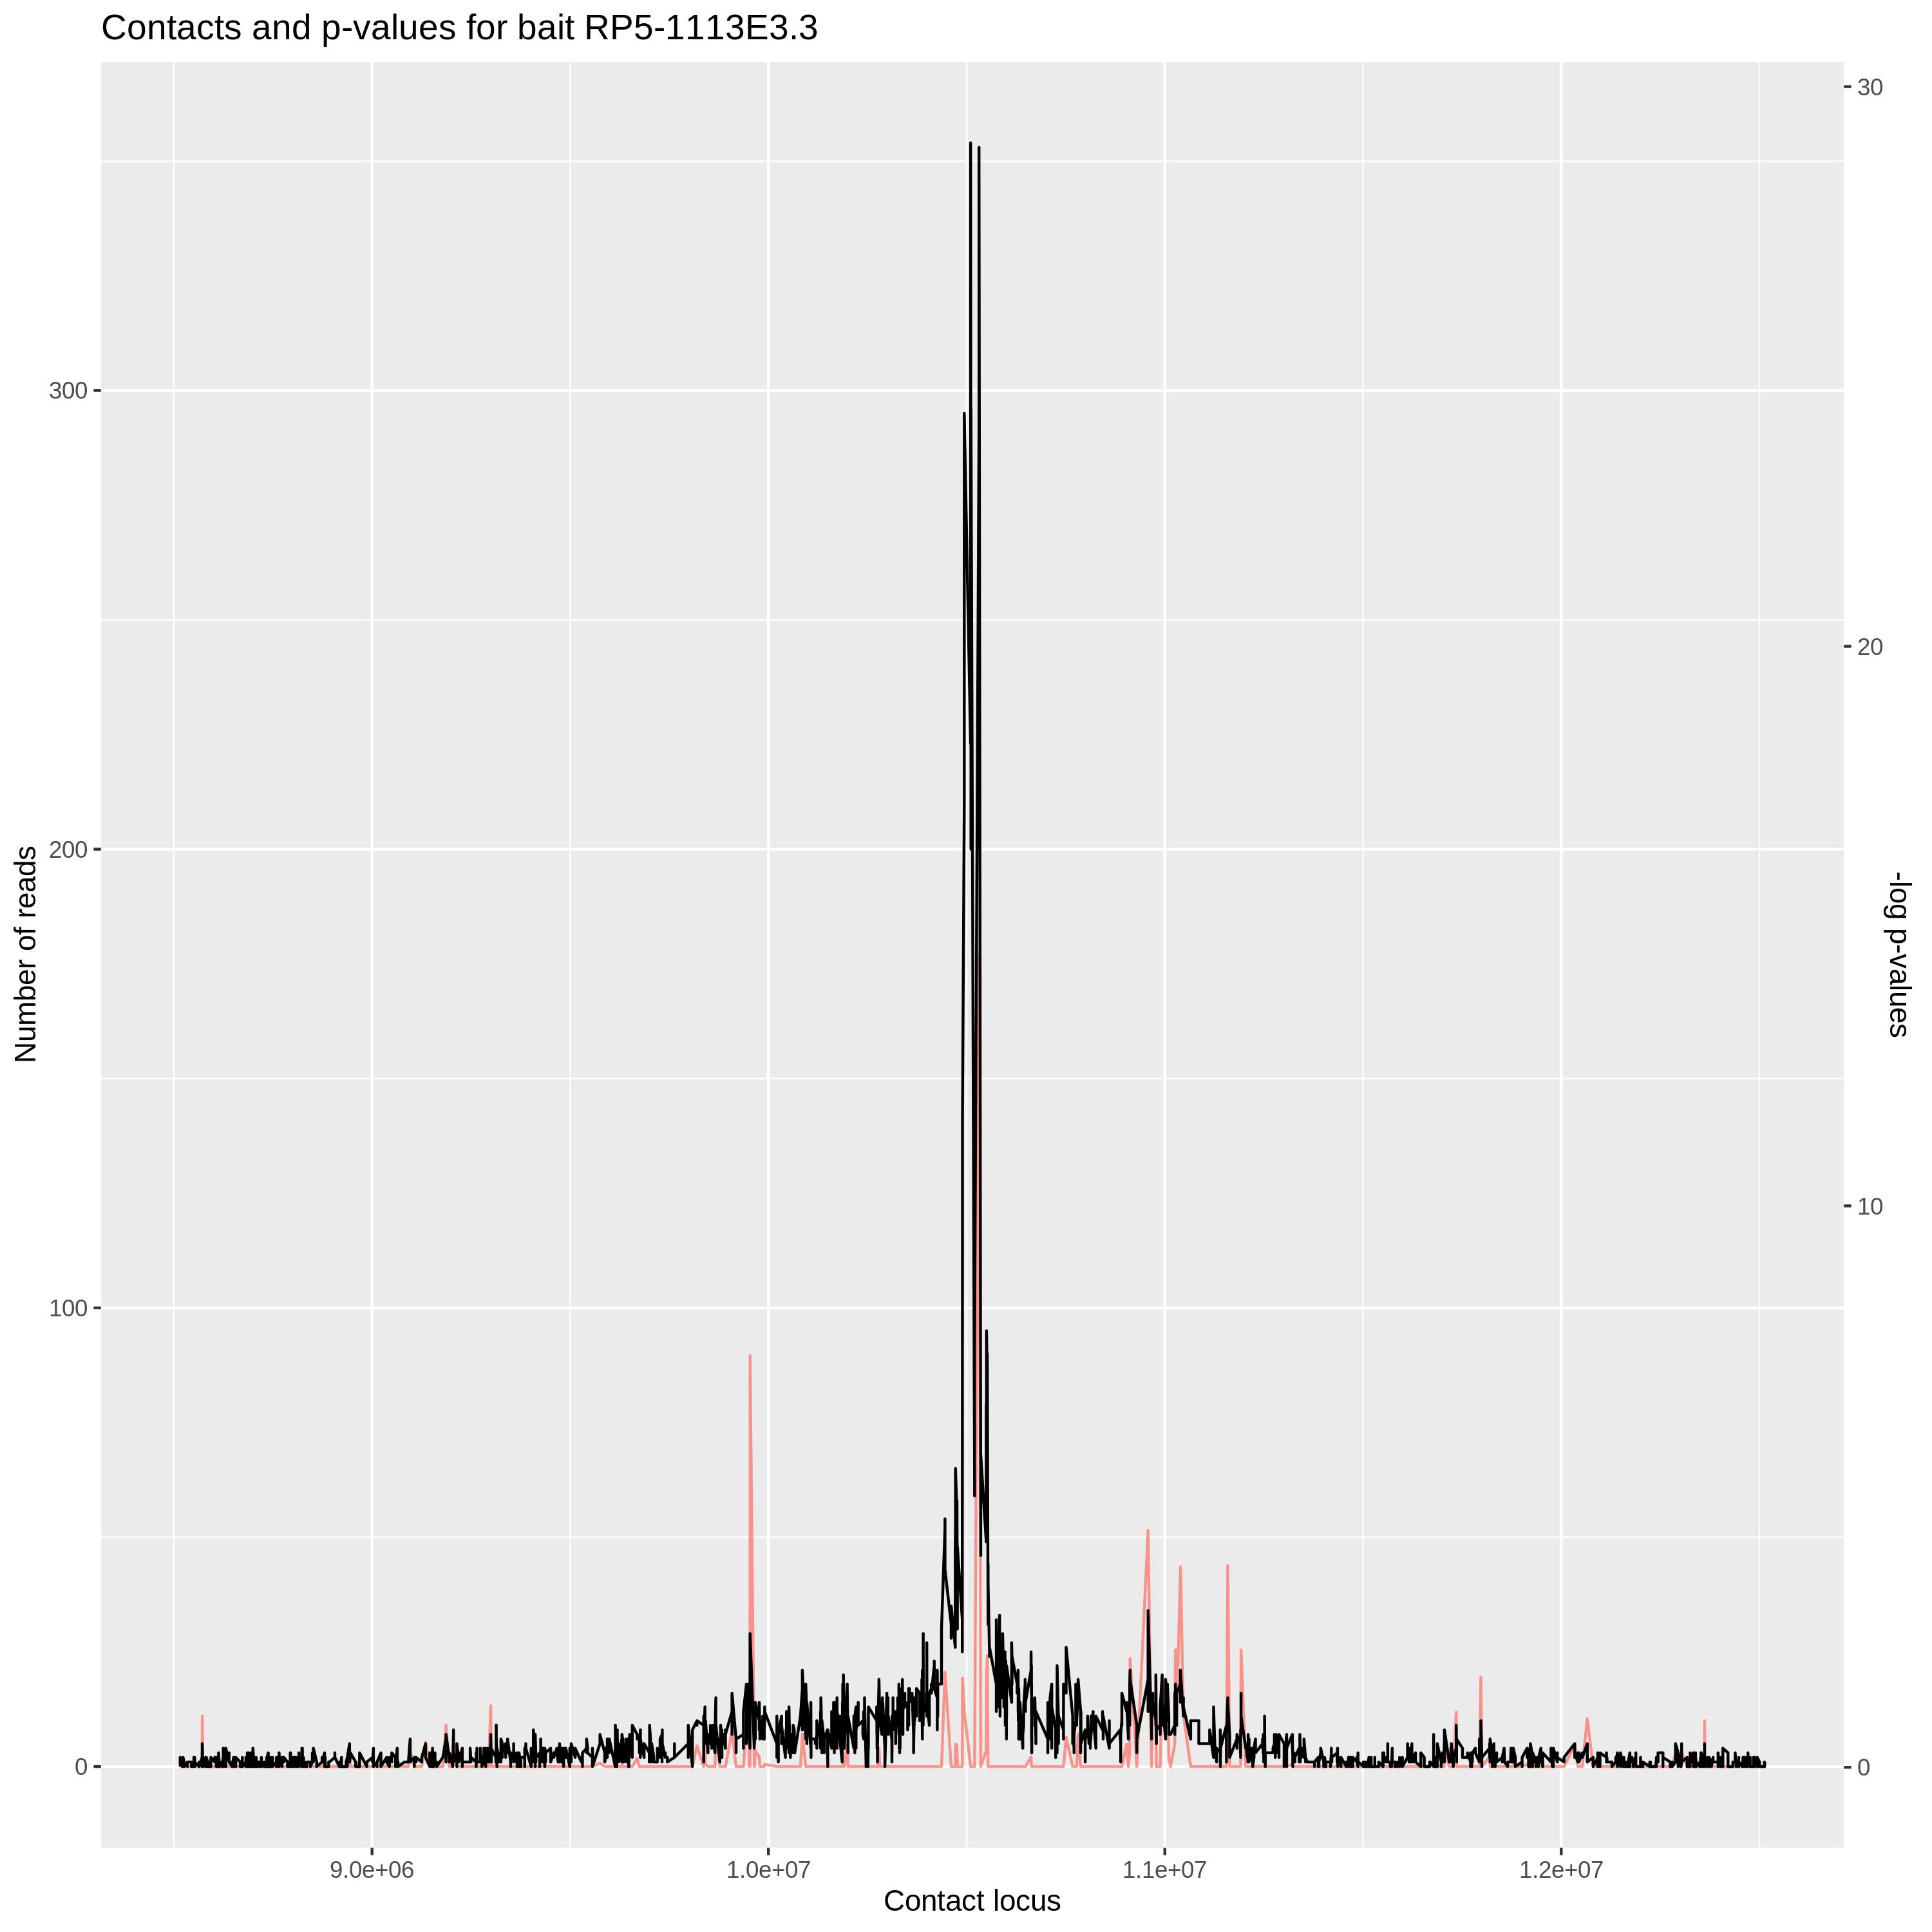 Contacts and p-values for bait RP5-1113E3.3
30
300
20
200
Number of reads
-log p-values
10
100
0
0
9.0e+06
1.0e+07
1.1e+07
1.2e+07
Contact locus